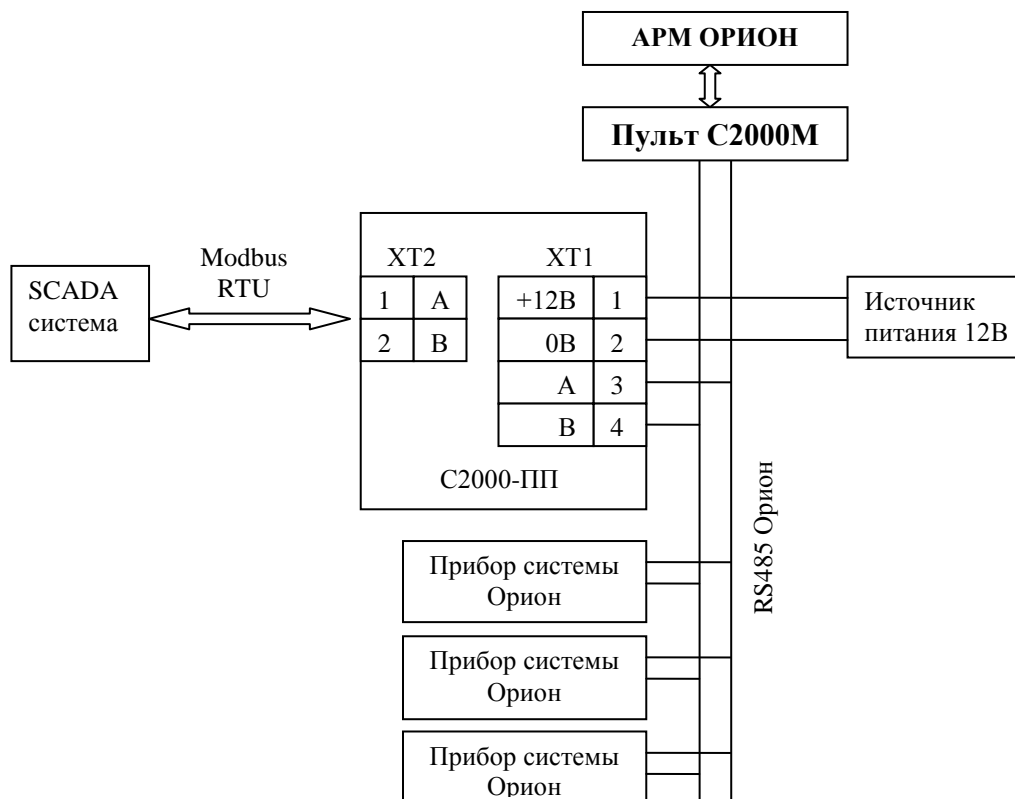 АРМ ОРИОН
Пульт С2000М
SCADA
система
Modbus
RTU
XT2
1 A
2 B
XT1
+12В 1
0В 2
A 3
B 4
С2000-ПП
Источник
питания 12В
RS485 Орион
Прибор системы
Орион
Прибор системы
Орион
Прибор системы
Орион